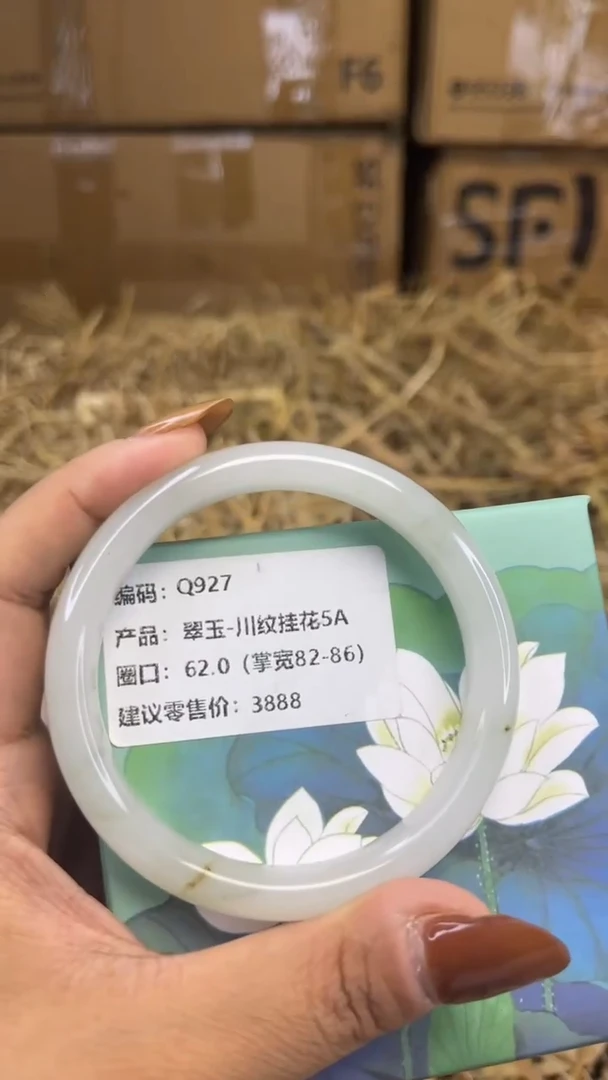 F6
SF
编码：Q927
产品：翠玉-川纹挂花5A
圈口：62.0（掌宽82-86）
建议零售价：3888